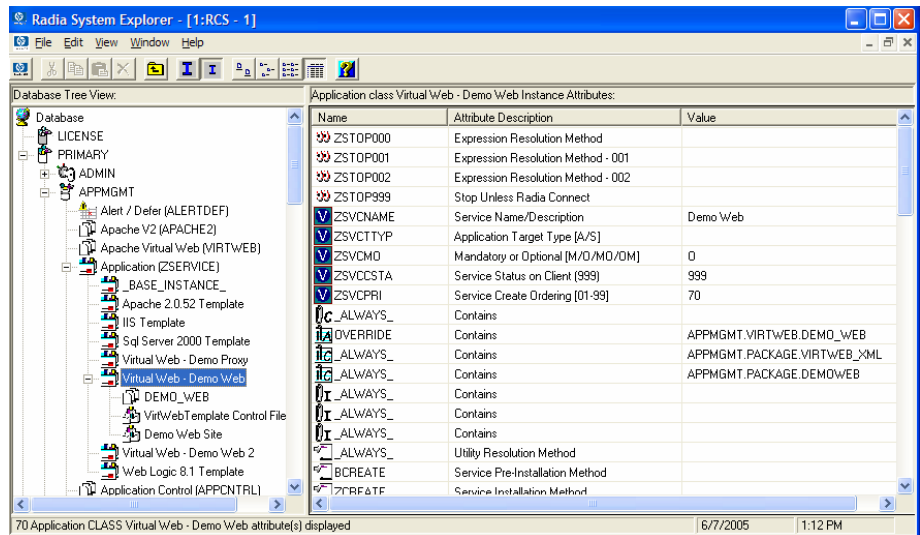 Radia System Explorer - [1:RCS - 1]
File Edit View Window Help
Database Tree View:
Application class Virtual Web - Demo Web Instance Attributes:
Database
LICENSE
PRIMARY
ADMIN
APPMGMT
Alert / Defer (ALERTDEF)
Apache V2 (APACHE2)
Apache Virtual Web (VIRTWEB)
Application (ZSERVICE)
_BASE_INSTANCE_
Apache 2.0.52 Template
IIS Template
Sql Server 2000 Template
Virtual Web - Demo Proxy
Virtual Web - Demo Web
DEMO_WEB
VirtWebTemplate Control File
Demo Web Site
Virtual Web - Demo Web 2
Web Logic 8.1 Template
Application Control (APPCNTRL)
Name Attribute Description Value
ZSTOP000 Expression Resolution Method
ZSTOP001 Expression Resolution Method - 001
ZSTOP002 Expression Resolution Method - 002
ZSTOP999 Stop Unless Radia Connect
V ZSVCNAME Service Name/Description Demo Web
V ZSVCTTYP Application Target Type [A/S]
V ZSVCMO Mandatory or Optional [M/O/MO/OM] O
V ZSVCCSTA Service Status on Client (999) 999
V ZSVCPRI Service Create Ordering [01-99] 70
C _ALWAYS_ Contains
A OVERRIDE Contains APPMGMT.VIRTWEB.DEMO_WEB
C _ALWAYS_ Contains APPMGMT.PACKAGE.VIRTWEB_XML
C _ALWAYS_ Contains APPMGMT.PACKAGE.DEMOWEB
I _ALWAYS_ Contains
I _ALWAYS_ Contains
I _ALWAYS_ Contains
_ALWAYS_ Utility Resolution Method
BCREATE Service Pre-Installation Method
ZCREATE Service Installation Method
70 Application CLASS Virtual Web - Demo Web attribute(s) displayed
6/7/2005 1:12 PM